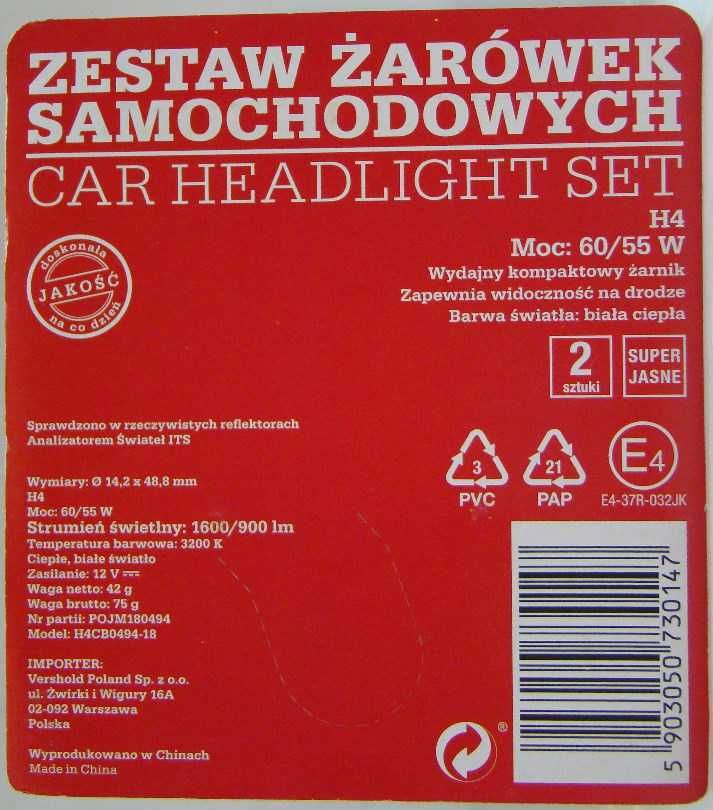 ZESTAW ŻARÓWEK
SAMOCHODOWYCH
CAR HEADLIGHT SET
H4
Moc: 60/55 W
Wydajny kompaktowy żarnik
Zapewnia widoczność na drodze
Barwa światła: biała ciepła
doskonała
JAKOŚĆ
na co dzień
2
sztuki
SUPER
JASNE
Sprawdzono w rzeczywistych reflektorach
Analizatorem Świateł ITS
Wymiary: Ø 14,2 x 48,8 mm
H4
Moc: 60/55 W
Strumień świetlny: 1600/900 lm
Temperatura barwowa: 3200 K
Ciepłe, białe światło
Zasilanie: 12 V ⎓
Waga netto: 42 g
Waga brutto: 75 g
Nr partii: POJM180494
Model: H4CB0494-18
IMPORTER:
Vershold Poland Sp. z o.o.
ul. Żwirki i Wigury 16A
02-092 Warszawa
Polska
Wyprodukowano w Chinach
Made in China
3
PVC
21
PAP
E4
E4-37R-032JK
®
5 903050 730147